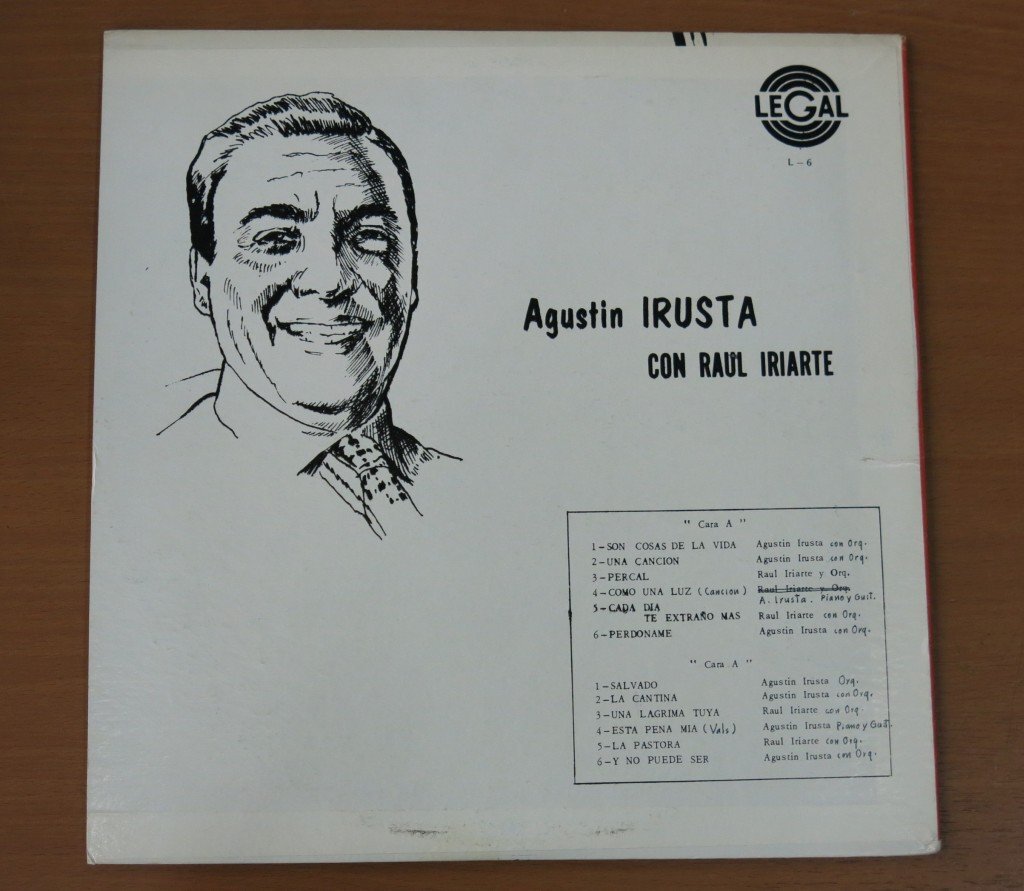 LEGAL
L-6
Agustin IRUSTA
CON RAUL IRIARTE
" Cara A "
1-SON COSAS DE LA VIDA Agustin Irusta con Orq.
2-UNA CANCION Agustin Irusta con Orq.
3-PERCAL Raul Iriarte y Orq.
4-COMO UNA LUZ (Cancion) Raul Iriarte y Orq.
A. Irusta. Piano y Guit.
5-CADA DIA
TE EXTRAÑO MAS Raul Iriarte con Orq.
6-PERDONAME Agustin Irusta con Orq.
" Cara A "
1-SALVADO Agustin Irusta Orq.
2-LA CANTINA Agustin Irusta con Orq.
3-UNA LAGRIMA TUYA Raul Iriarte con Orq.
4-ESTA PENA MIA (Vals) Agustin Irusta Piano y Guit.
5-LA PASTORA Raul Iriarte con Orq.
6-Y NO PUEDE SER Agustin Irusta con Orq.